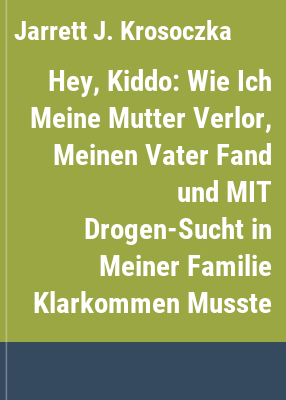 Jarrett J. Krosoczka
Hey, Kiddo: Wie Ich
Meine Mutter Verlor,
Meinen Vater Fand
und MIT
Drogen-Sucht in
Meiner Familie
Klarkommen Musste